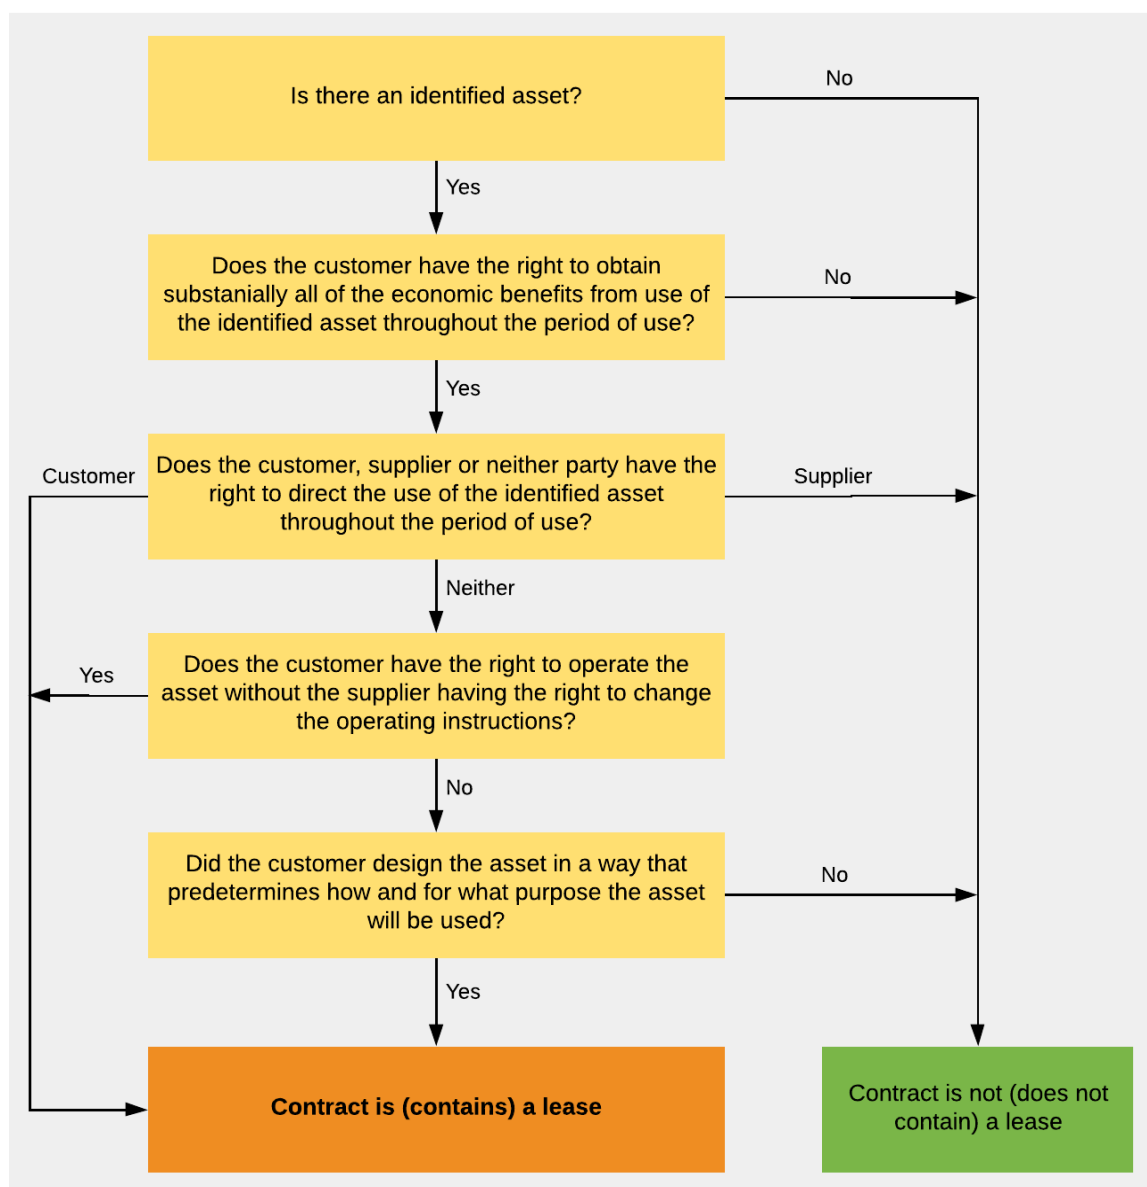 Is there an identified asset?
No
Yes
Does the customer have the right to obtain
substanially all of the economic benefits from use of
the identified asset throughout the period of use?
No
Yes
Customer
Does the customer, supplier or neither party have the
right to direct the use of the identified asset
throughout the period of use?
Supplier
Neither
Does the customer have the right to operate the
asset without the supplier having the right to change
the operating instructions?
Yes
No
Did the customer design the asset in a way that
predetermines how and for what purpose the asset
will be used?
No
Yes
Contract is (contains) a lease
Contract is not (does not
contain) a lease